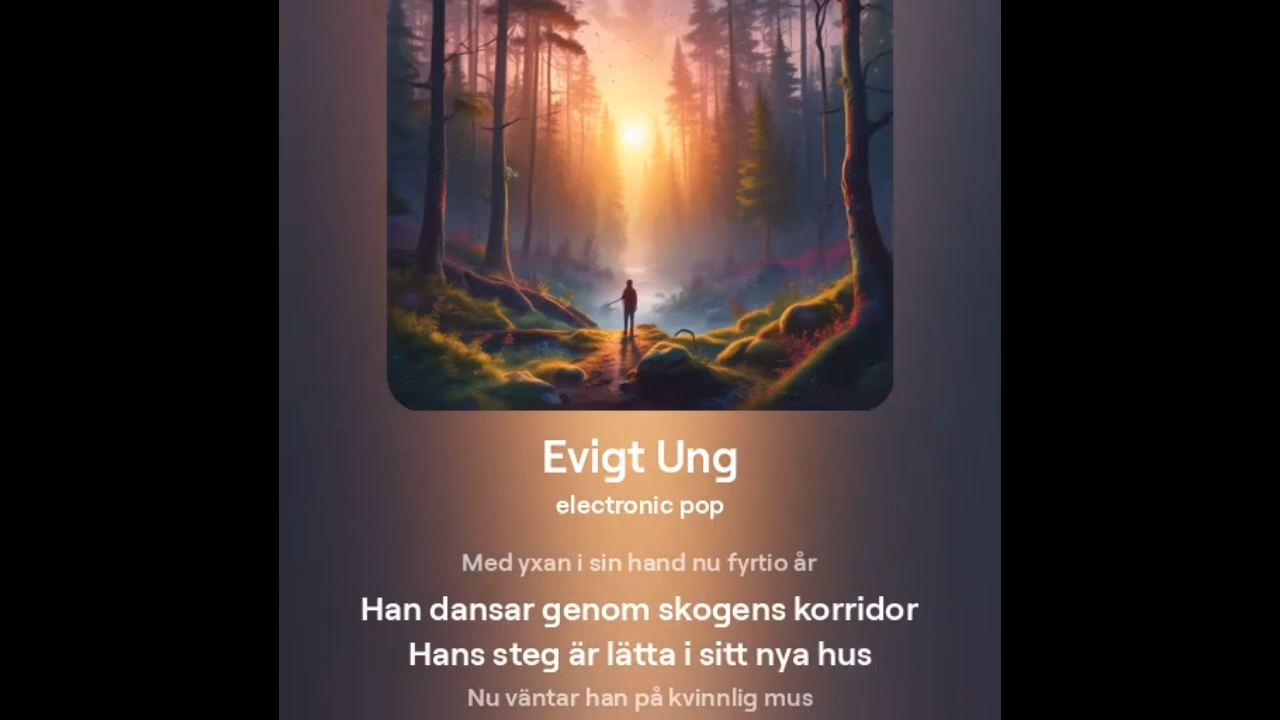 Evigt Ung
electronic pop
Med yxan i sin hand nu fyrtio år
Han dansar genom skogens korridor
Hans steg är lätta i sitt nya hus
Nu väntar han på kvinnlig mus